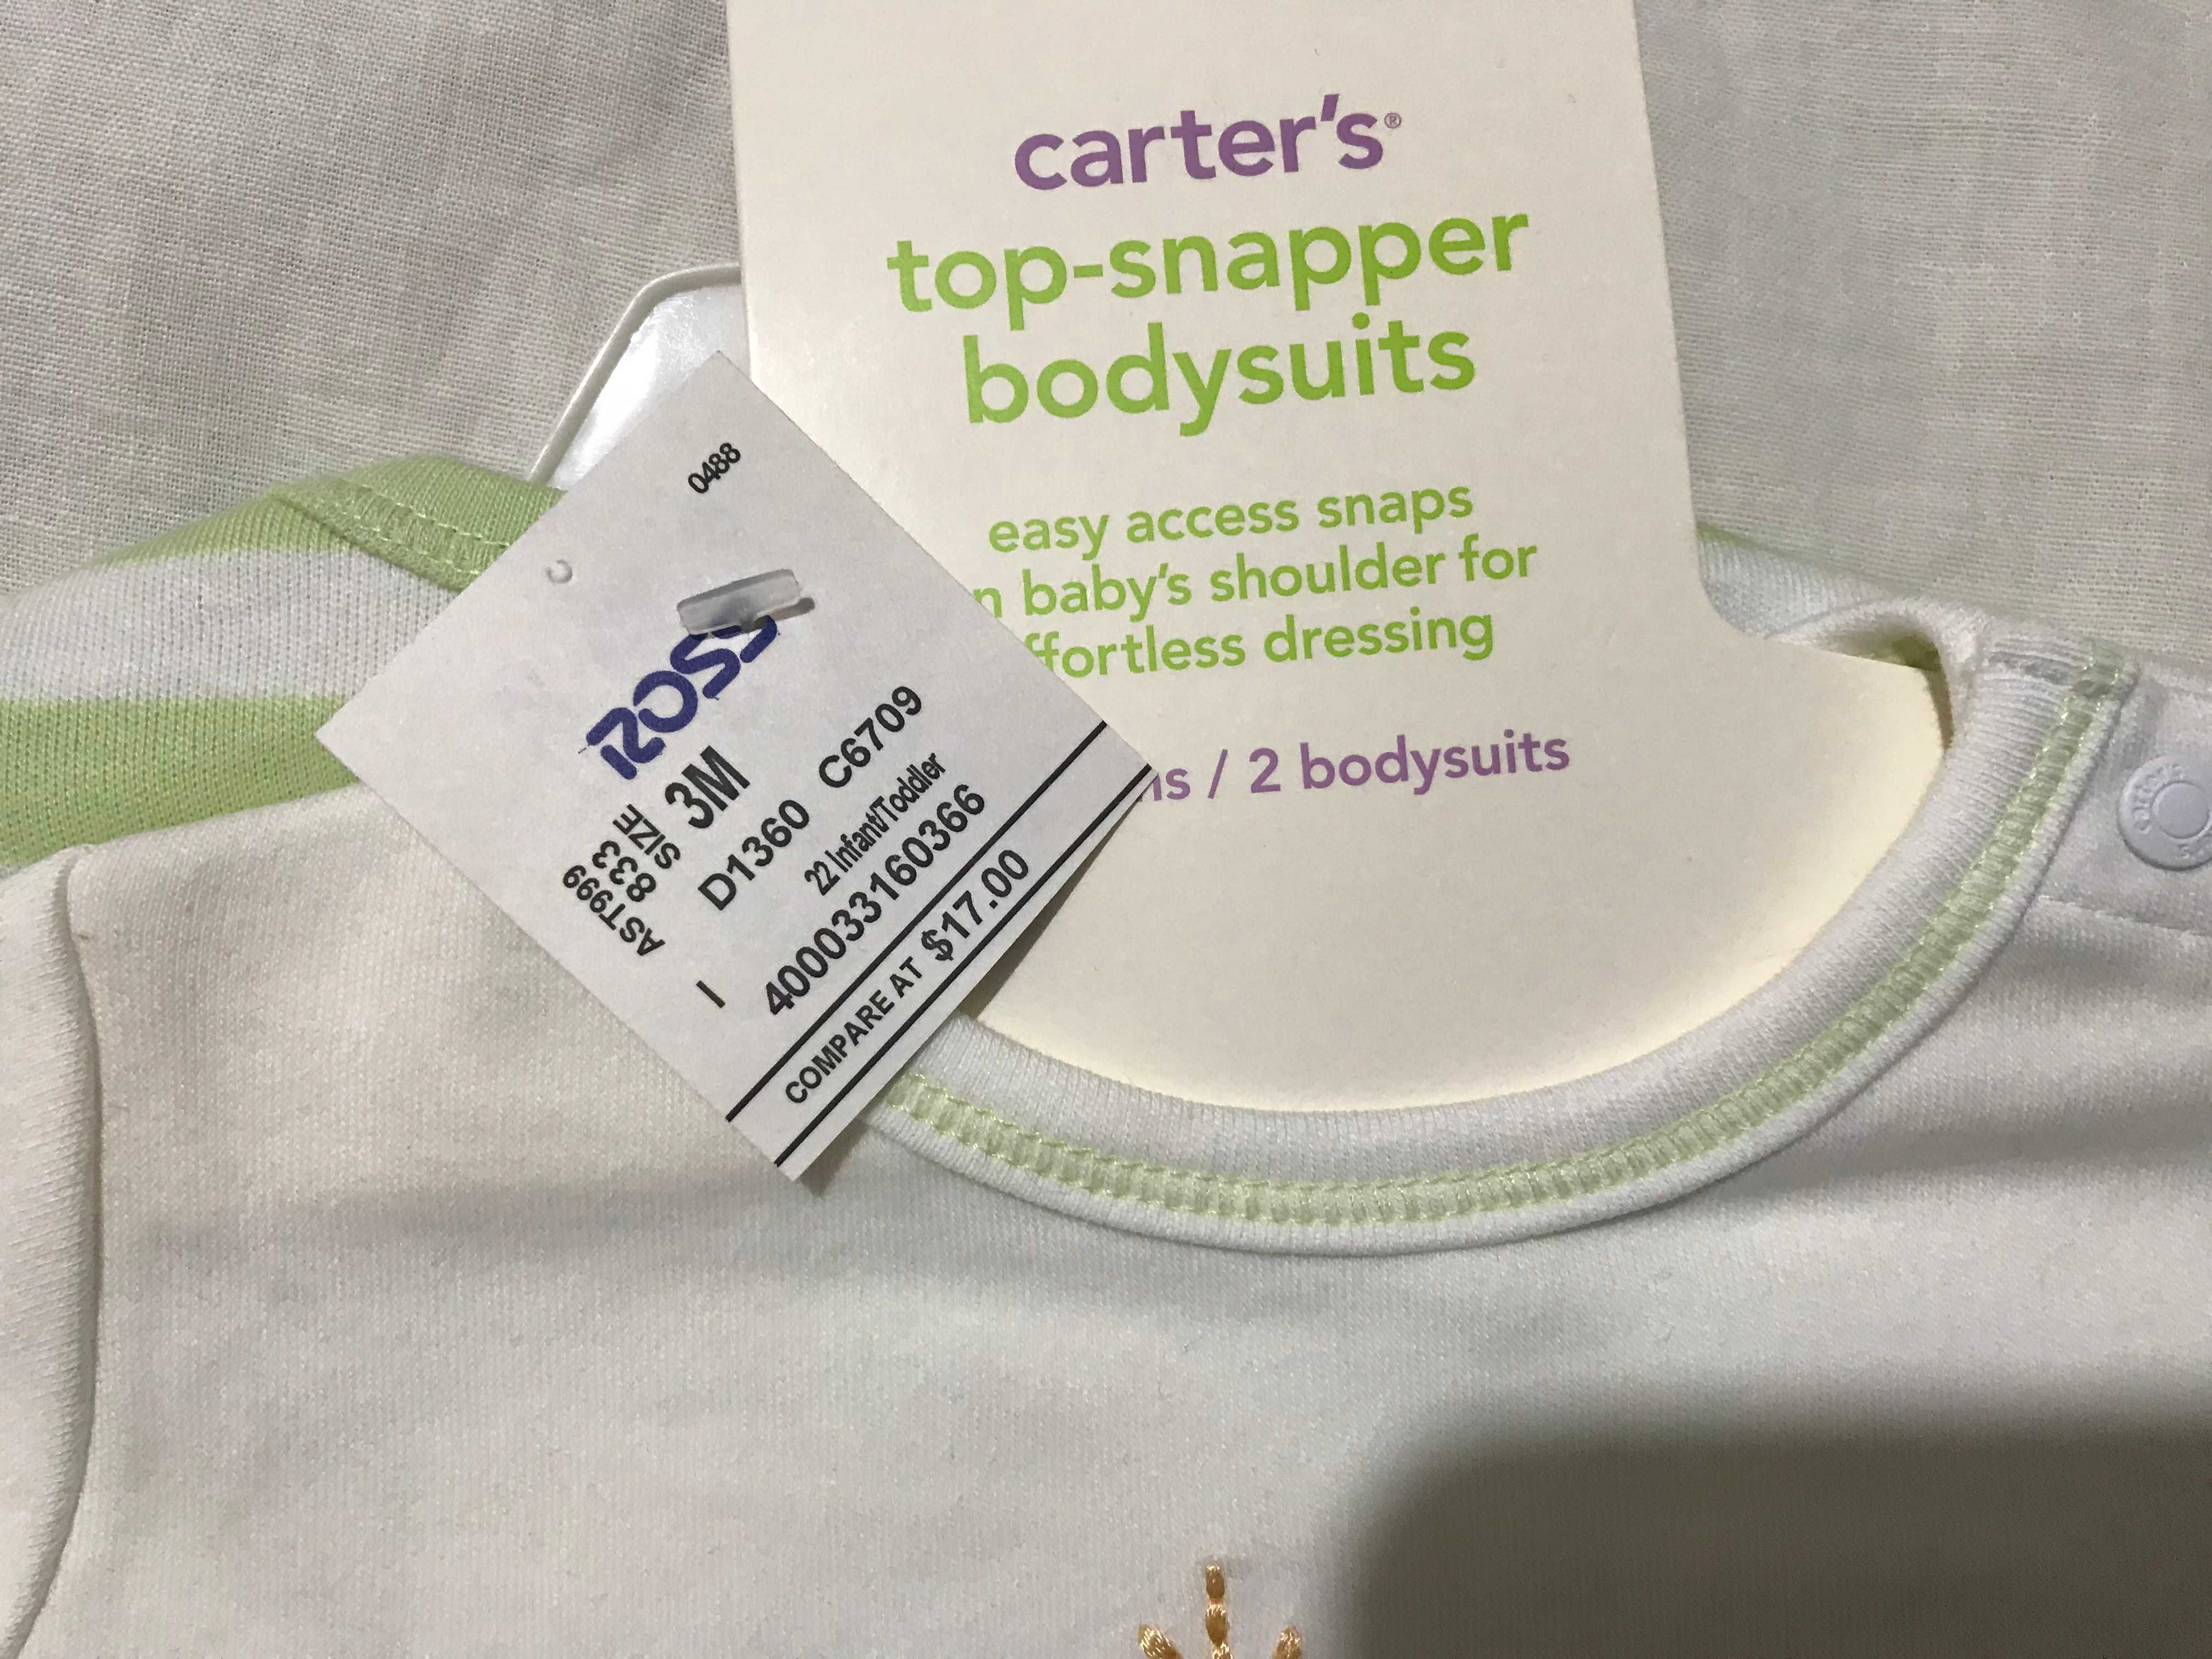 carter's®
top-snapper
bodysuits
easy access snaps
baby's shoulder for
ffortless dressing
/ 2 bodysuits
0488
ROSS
AST999
833
SIZE
3M
D1360 C6709
22 Infant/Toddler
I 400033160366
COMPARE AT $17.00